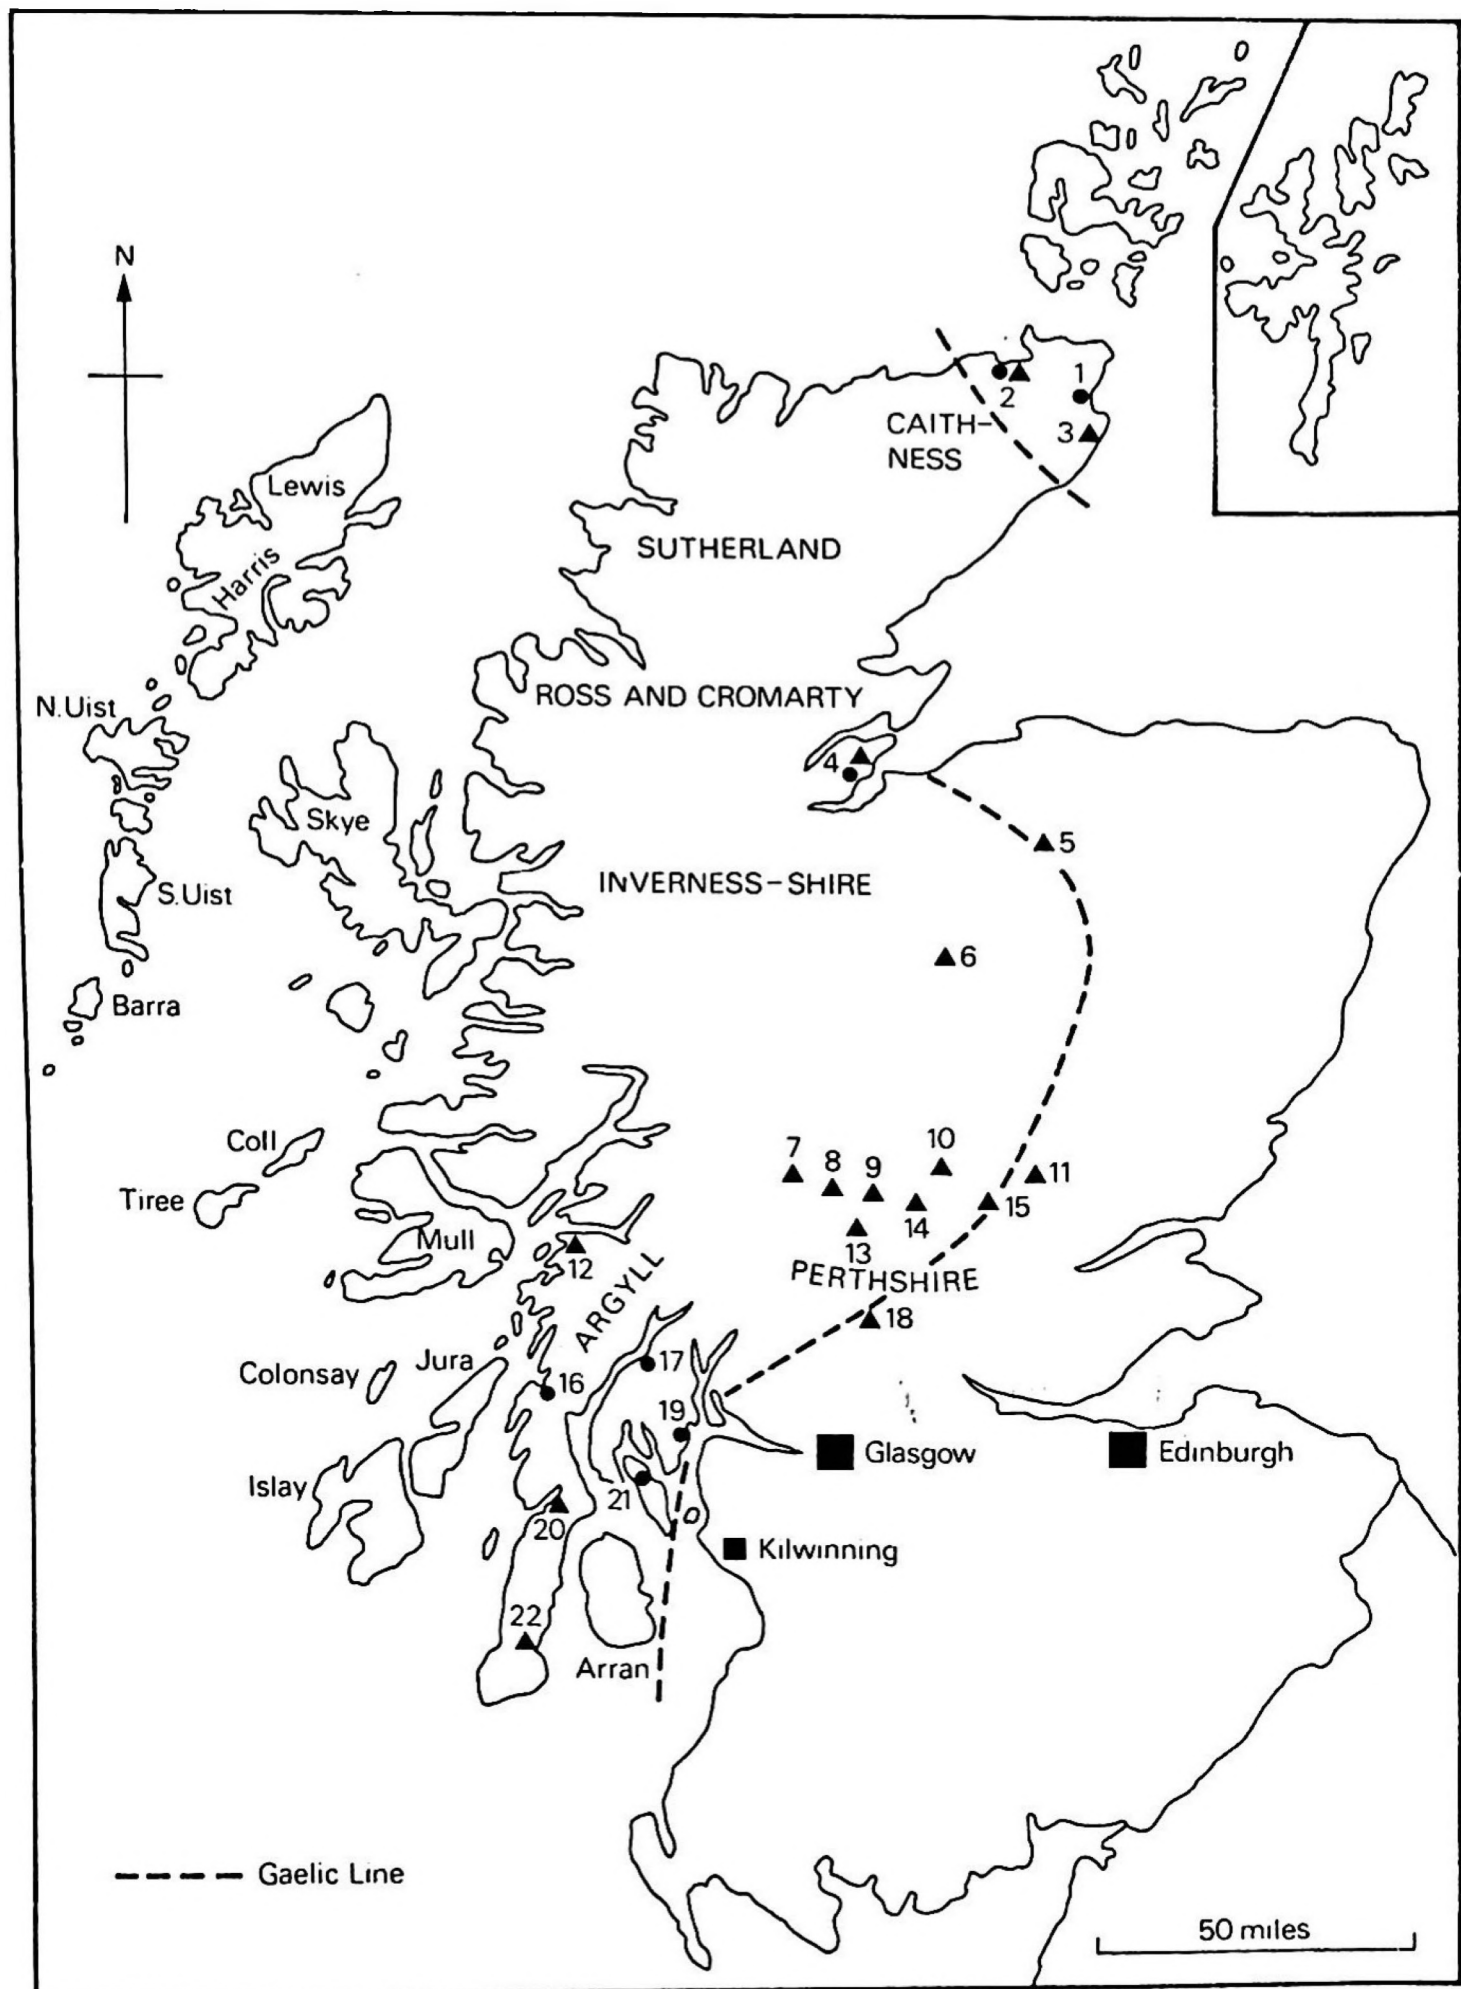 N
1
2
CAITH-
NESS
3
Lewis
SUTHERLAND
Harris
ROSS AND CROMARTY
N.Uist
4
Skye
5
INVERNESS-SHIRE
S.Uist
6
Barra
Coll
7
8
9
10
11
Tiree
14
15
Mull
12
13
ARGYLL
PERTHSHIRE
18
Jura
17
Colonsay
16
19
Glasgow
Edinburgh
Islay
21
20
Kilwinning
22
Arran
Gaelic Line
50 miles